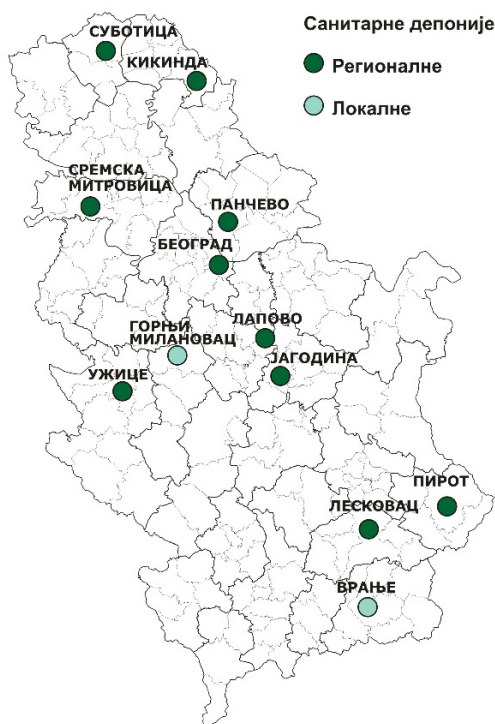 Санитарне депоније
Регионалне
Локалне
СУБОТИЦА
КИКИНДА
СРЕМСКА
МИТРОВИЦА
ПАНЧЕВО
БЕОГРАД
ГОРЊИ
МИЛАНОВАЦ
ЛАПОВО
ЈАГОДИНА
УЖИЦЕ
ПИРОТ
ЛЕСКОВАЦ
ВРАЊЕ